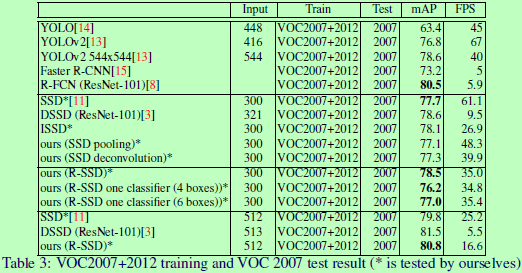 Input Train Test mAP FPS
YOLO[14] 448 VOC2007+2012 2007 63.4 45
YOLOv2[13] 416 VOC2007+2012 2007 76.8 67
YOLOv2 544x544[13] 544 VOC2007+2012 2007 78.6 40
Faster R-CNN[15] VOC2007+2012 2007 73.2 5
R-FCN (ResNet-101)[8] VOC2007+2012 2007 80.5 5.9
SSD*[11] 300 VOC2007+2012 2007 77.7 61.1
DSSD (ResNet-101)[3] 321 VOC2007+2012 2007 78.6 9.5
ISSD* 300 VOC2007+2012 2007 78.1 26.9
ours (SSD pooling)* 300 VOC2007+2012 2007 77.1 48.3
ours (SSD deconvolution)* 300 VOC2007+2012 2007 77.3 39.9
ours (R-SSD)* 300 VOC2007+2012 2007 78.5 35.0
ours (R-SSD one classifier (4 boxes))* 300 VOC2007+2012 2007 76.2 34.8
ours (R-SSD one classifier (6 boxes))* 300 VOC2007+2012 2007 77.0 35.4
SSD*[11] 512 VOC2007+2012 2007 79.8 25.2
DSSD (ResNet-101)[3] 513 VOC2007+2012 2007 81.5 5.5
ours (R-SSD)* 512 VOC2007+2012 2007 80.8 16.6
Table 3: VOC2007+2012 training and VOC 2007 test result (* is tested by ourselves)